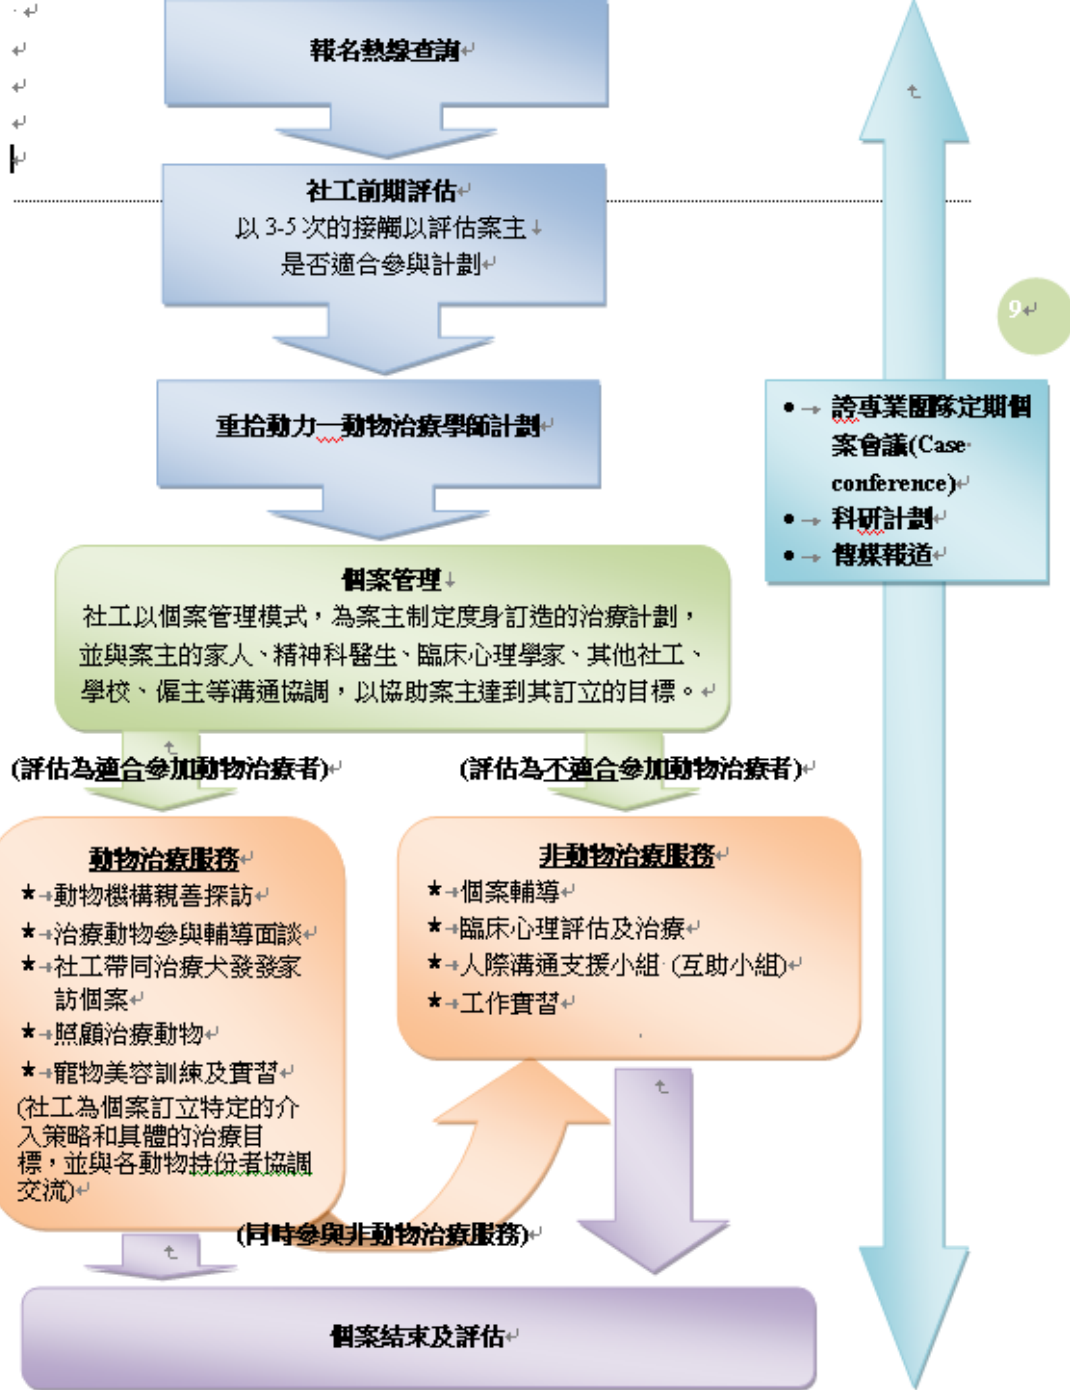 報名熱線查詢
社工前期評估
以 3-5 次的接觸以評估案主
是否適合參與計劃
重拾動力—動物治療學師計劃
9
誇專業團隊定期個
案會議(Case
conference)
科研計劃
傳媒報道
個案管理
社工以個案管理模式，為案主制定度身訂造的治療計劃，
並與案主的家人、精神科醫生、臨床心理學家、其他社工、
學校、僱主等溝通協調，以協助案主達到其訂立的目標。
(評估為適合參加動物治療者)
(評估為不適合參加動物治療者)
動物治療服務
★動物機構親善探訪
★治療動物參與輔導面談
★社工帶同治療犬發發家
訪個案
★照顧治療動物
★寵物美容訓練及實習
(社工為個案訂立特定的介
入策略和具體的治療目
標，並與各動物持份者協調
交流)
非動物治療服務
★個案輔導
★臨床心理評估及治療
★人際溝通支援小組 (互助小組)
★工作實習
(同時參與非動物治療服務)
個案結束及評估